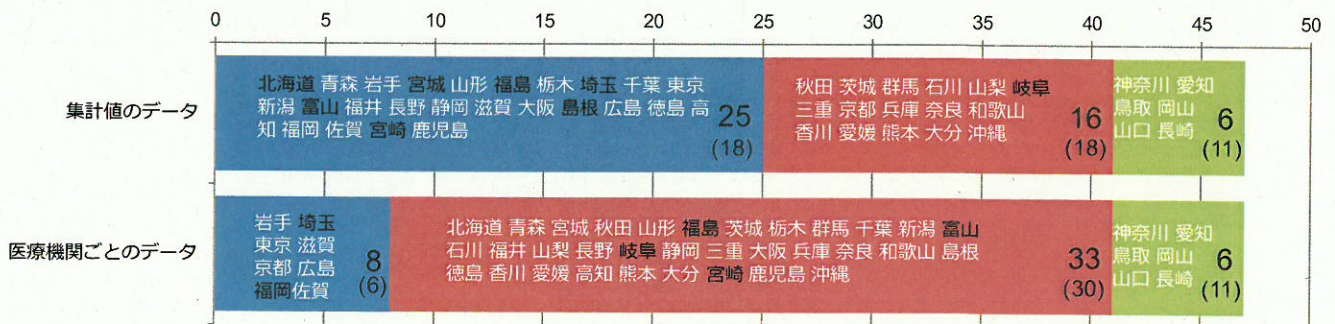 0 5 10 15 20 25 30 35 40 45 50
集計値のデータ
北海道 青森 岩手 宮城 山形 福島 栃木 埼玉 千葉 東京
新潟 富山 福井 長野 静岡 滋賀 大阪 島根 広島 徳島 高
知 福岡 佐賀 宮崎 鹿児島
25
(18)
秋田 茨城 群馬 石川 山梨 岐阜
三重 京都 兵庫 奈良 和歌山
香川 愛媛 熊本 大分 沖縄
16
(18)
神奈川 愛知
鳥取 岡山
山口 長崎
6
(11)
医療機関ごとのデータ
岩手 埼玉
東京 滋賀
京都 広島
福岡佐賀
8
(6)
北海道 青森 宮城 秋田 山形 福島 茨城 栃木 群馬 千葉 新潟 富山
石川 福井 山梨 長野 岐阜 静岡 三重 大阪 兵庫 奈良 和歌山 島根
徳島 香川 愛媛 高知 熊本 大分 宮崎 鹿児島 沖縄
33
(30)
神奈川 愛知
鳥取 岡山
山口 長崎
6
(11)